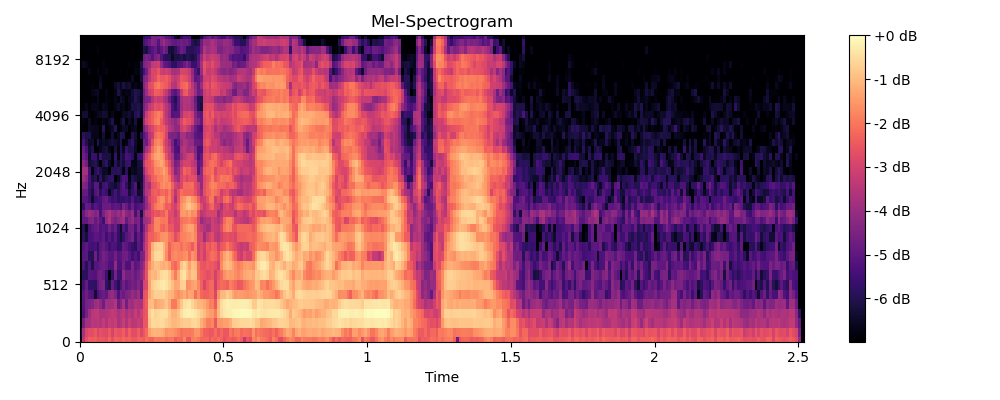 Mel-Spectrogram
Hz
8192
4096
2048
1024
512
0
0 0.5 1 1.5 2 2.5
Time
+0 dB
-1 dB
-2 dB
-3 dB
-4 dB
-5 dB
-6 dB